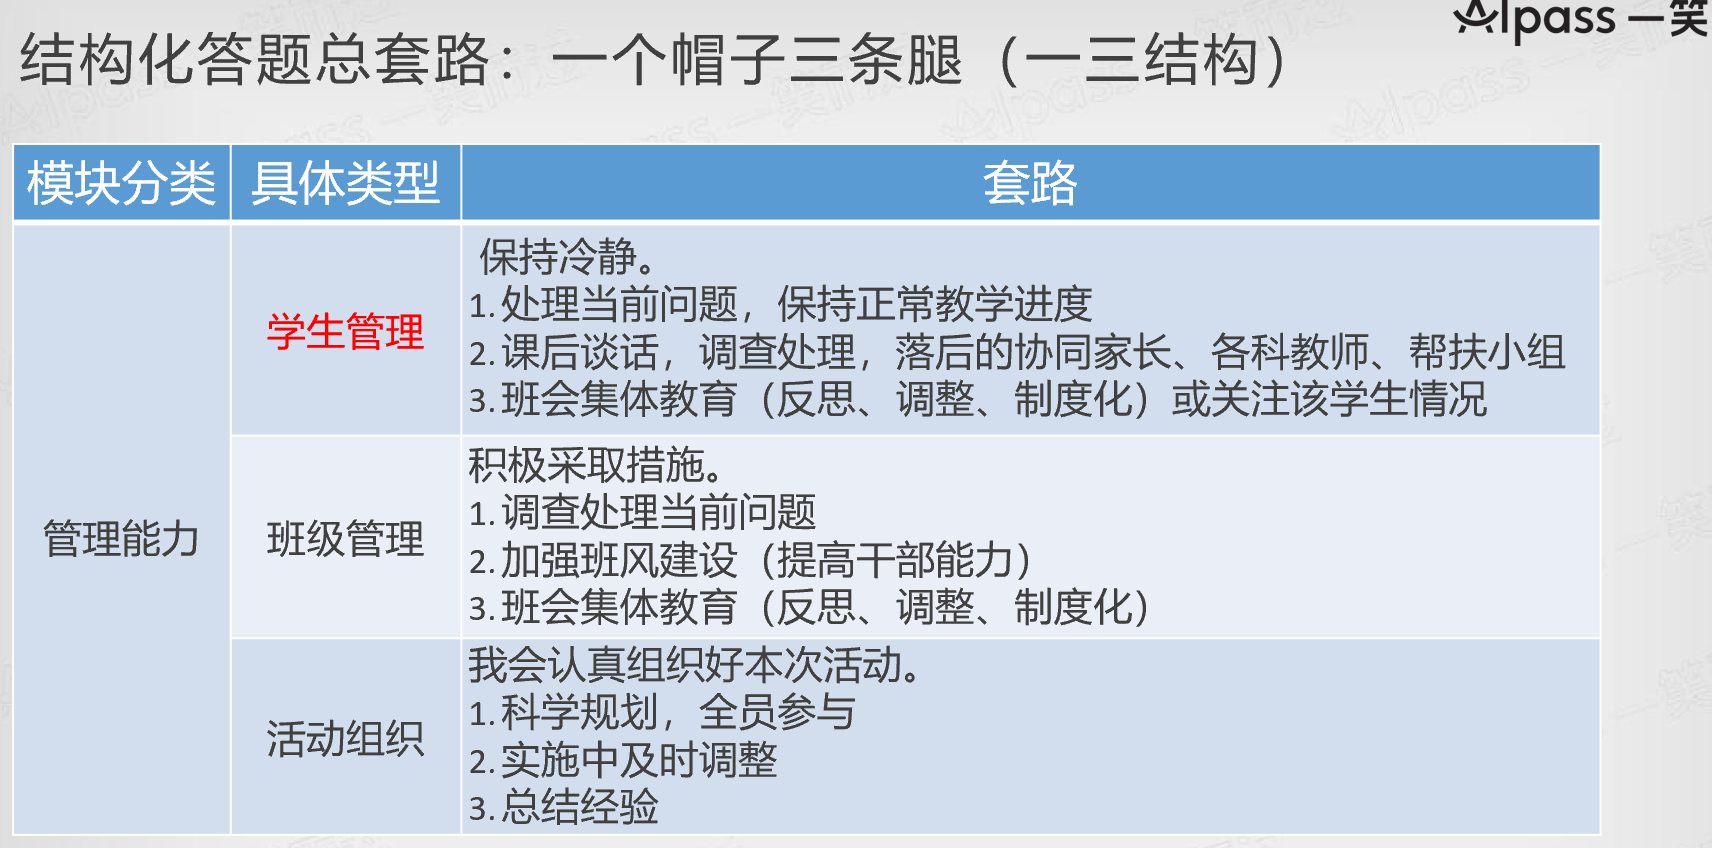 Alpass 一笑
结构化答题总套路：一个帽子三条腿（一三结构）
模块分类
具体类型
套路
管理能力
学生管理
保持冷静。
1. 处理当前问题，保持正常教学进度
2. 课后谈话，调查处理，落后的协同家长、各科教师、帮扶小组
3. 班会集体教育（反思、调整、制度化）或关注该学生情况
班级管理
积极采取措施。
1. 调查处理当前问题
2. 加强班风建设（提高干部能力）
3. 班会集体教育（反思、调整、制度化）
活动组织
我会认真组织好本次活动。
1. 科学规划，全员参与
2. 实施中及时调整
3. 总结经验